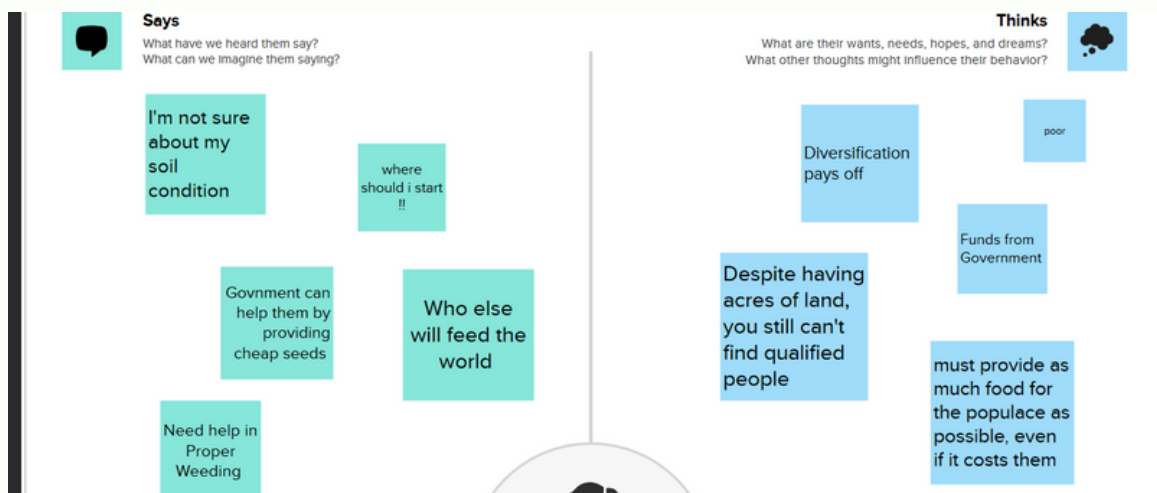 Says
What have we heard them say?
What can we imagine them saying?
I'm not sure
about my
soil
condition
where
should i start
!!
Govnment can
help them by
providing
cheap seeds
Who else
will feed the
world
Need help in
Proper
Weeding
Thinks
What are their wants, needs, hopes, and dreams?
What other thoughts might influence their behavior?
Diversification
pays off
poor
Funds from
Government
Despite having
acres of land,
you still can't
find qualified
people
must provide as
much food for
the populace as
possible, even
if it costs them